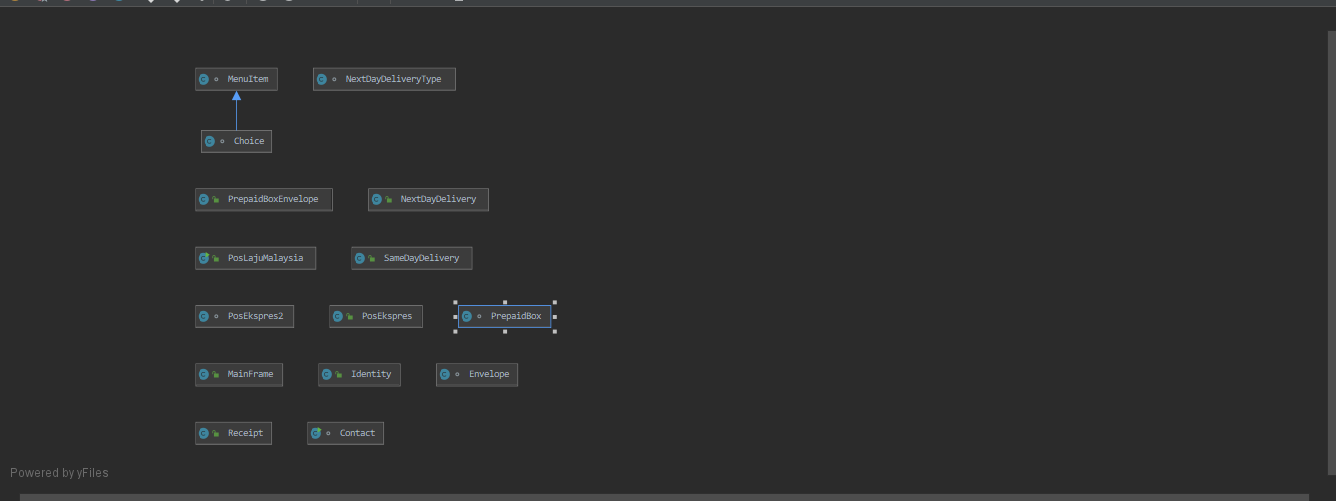 MenuItem NextDayDeliveryType
Choice
PrepaidBoxEnvelope NextDayDelivery
PosLajuMalaysia SameDayDelivery
PosEkspres2 PosEkspres PrepaidBox
MainFrame Identity Envelope
Receipt Contact
Powered by yFiles